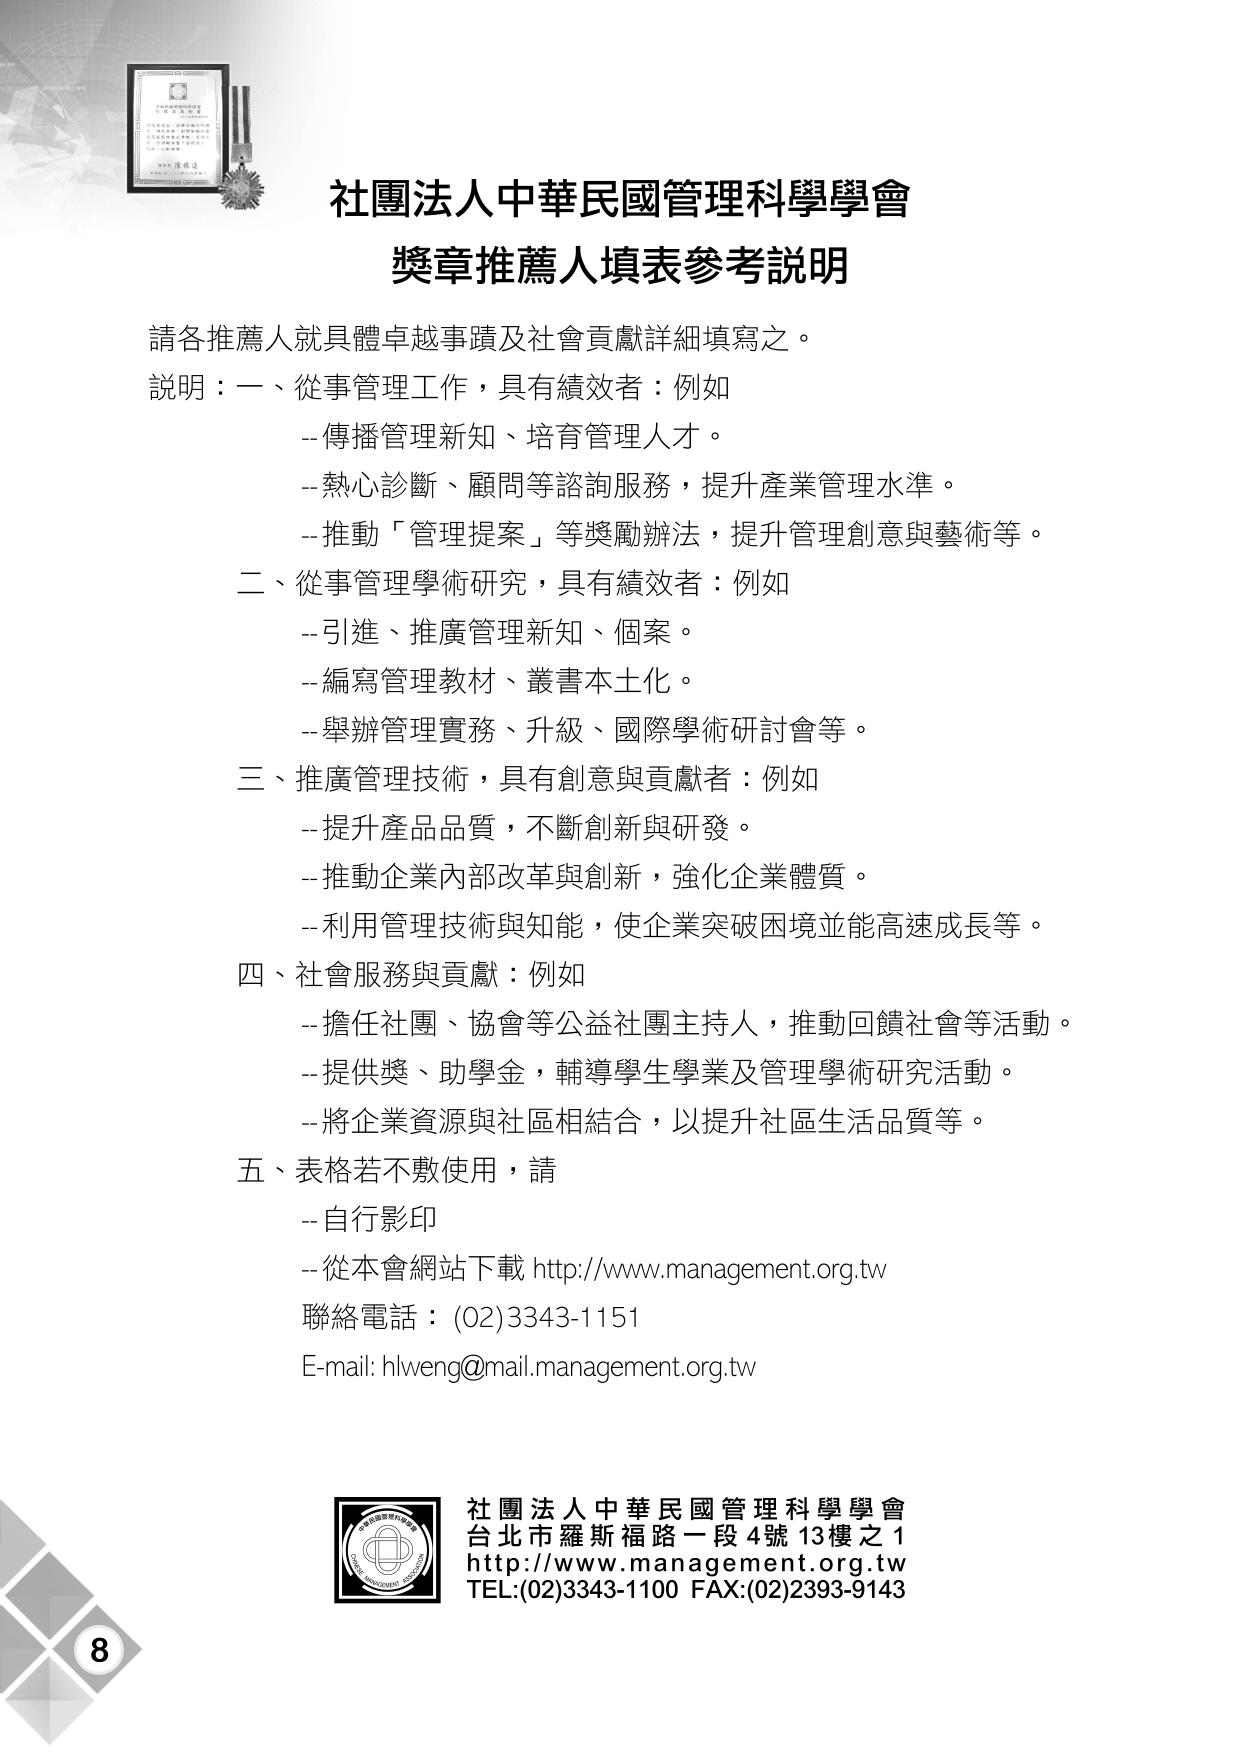 社團法人中華民國管理科學學會
獎章推薦人填表參考説明
請各推薦人就具體卓越事蹟及社會貢獻詳細填寫之。
説明：一、從事管理工作，具有績效者：例如
--傳播管理新知、培育管理人才。
--熱心診斷、顧問等諮詢服務，提升產業管理水準。
--推動「管理提案」等獎勵辦法，提升管理創意與藝術等。
二、從事管理學術研究，具有績效者：例如
--引進、推廣管理新知、個案。
--編寫管理教材、叢書本土化。
--舉辦管理實務、升級、國際學術研討會等。
三、推廣管理技術，具有創意與貢獻者：例如
--提升產品品質，不斷創新與研發。
--推動企業內部改革與創新，強化企業體質。
--利用管理技術與知能，使企業突破困境並能高速成長等。
四、社會服務與貢獻：例如
--擔任社團、協會等公益社團主持人，推動回饋社會等活動。
--提供獎、助學金，輔導學生學業及管理學術研究活動。
--將企業資源與社區相結合，以提升社區生活品質等。
五、表格若不敷使用，請
--自行影印
--從本會網站下載 http://www.management.org.tw
聯絡電話： (02)3343-1151
E-mail: hlweng@mail.management.org.tw
中華民國管理科學學會
CHINESE MANAGEMENT ASSOCIATION
社團法人中華民國管理科學學會
台北市羅斯福路一段4號13樓之1
http://www.management.org.tw
TEL:(02)3343-1100 FAX:(02)2393-9143
8